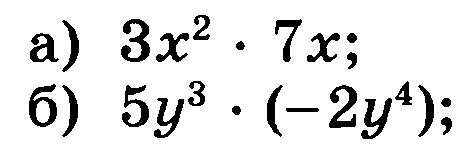 а) 3x² · 7x;
б) 5y³ · (−2y⁴);